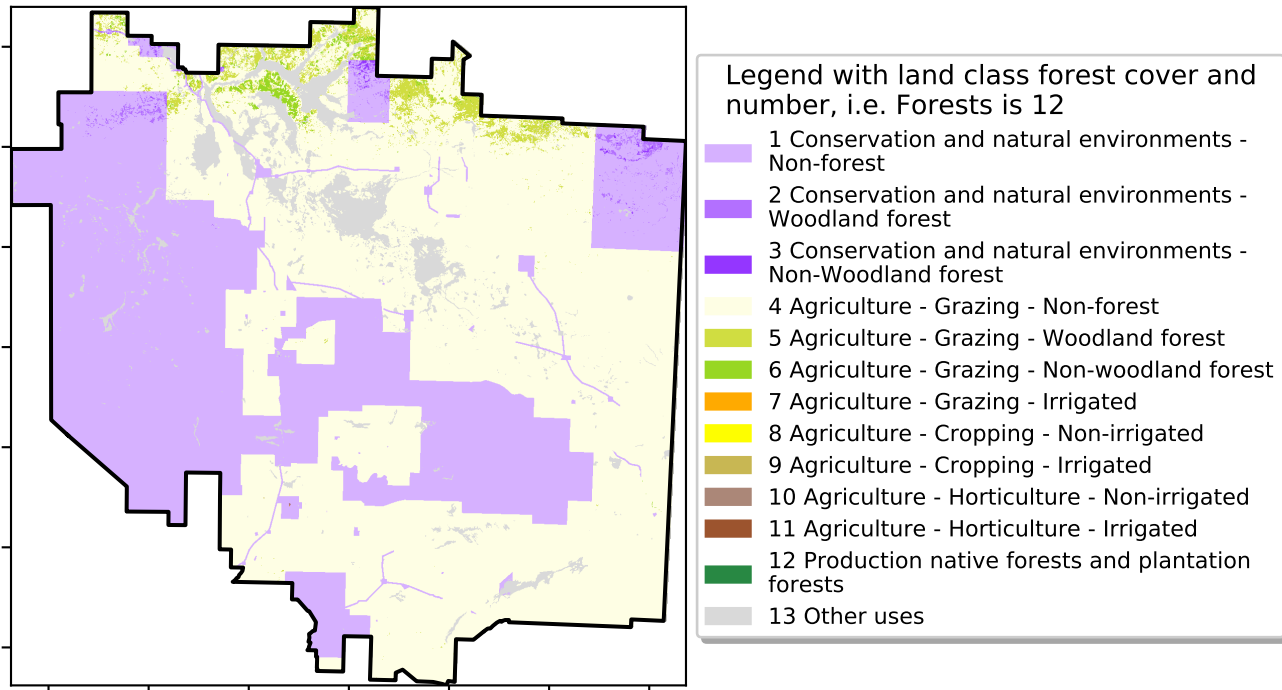 Legend with land class forest cover and
number, i.e. Forests is 12
1 Conservation and natural environments -
Non-forest
2 Conservation and natural environments -
Woodland forest
3 Conservation and natural environments -
Non-Woodland forest
4 Agriculture - Grazing - Non-forest
5 Agriculture - Grazing - Woodland forest
6 Agriculture - Grazing - Non-woodland forest
7 Agriculture - Grazing - Irrigated
8 Agriculture - Cropping - Non-irrigated
9 Agriculture - Cropping - Irrigated
10 Agriculture - Horticulture - Non-irrigated
11 Agriculture - Horticulture - Irrigated
12 Production native forests and plantation
forests
13 Other uses